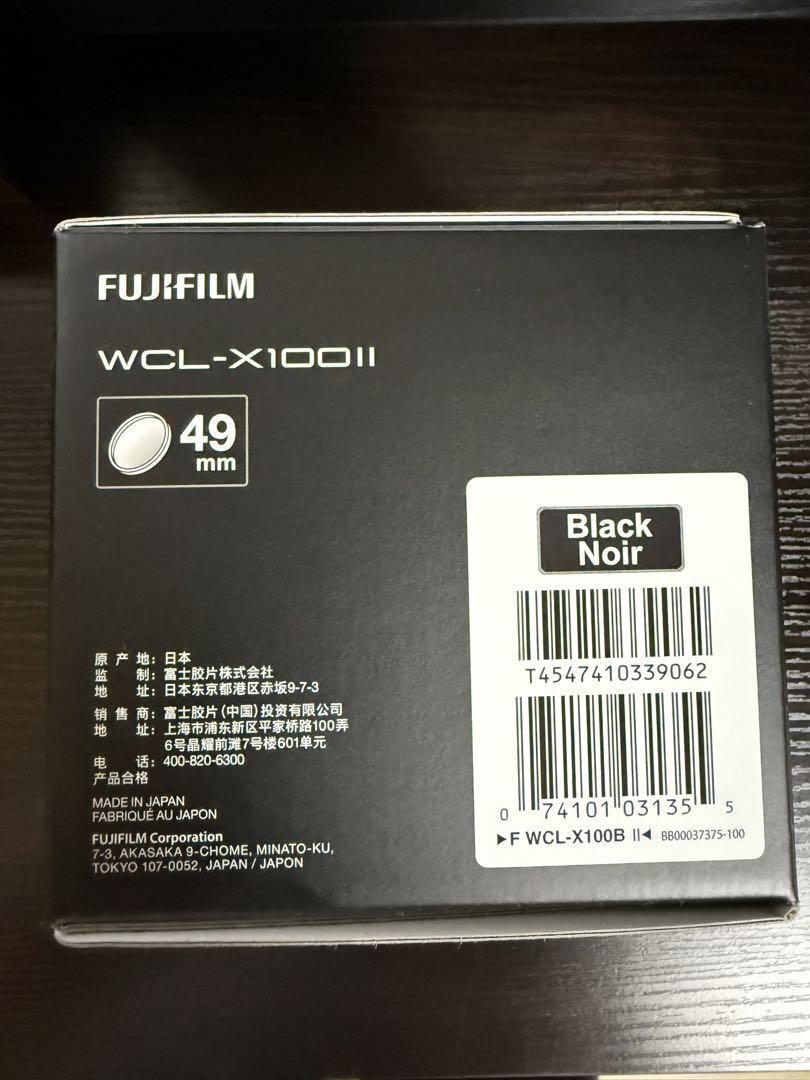 FUJIFILM
WCL-X100II
49
mm
Black
Noir
T4547410339062
0 74101 03135 5
▶F WCL-X100B II◀ BB00037375-100
原产地：日本
监制：富士胶片株式会社
地址：日本东京都港区赤坂9-7-3
销售商：富士胶片(中国)投资有限公司
地址：上海市浦东新区平家桥路100弄
6号晶耀前滩7号楼601单元
电话：400-820-6300
产品合格
MADE IN JAPAN
FABRIQUÉ AU JAPON
FUJIFILM Corporation
7-3, AKASAKA 9-CHOME, MINATO-KU,
TOKYO 107-0052, JAPAN / JAPON